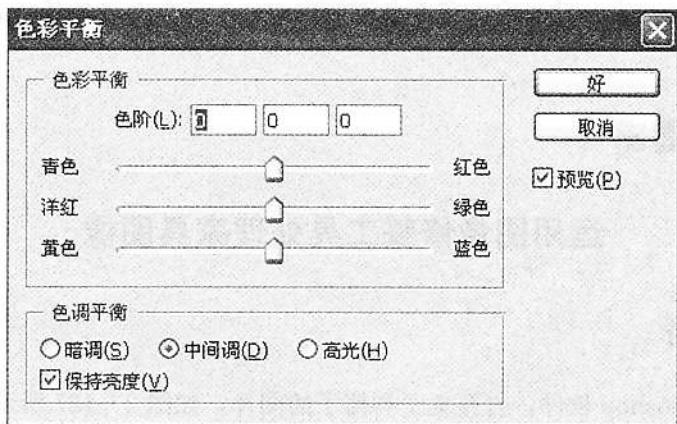 色彩平衡
色彩平衡
色阶(L): 0 0 0
青色 红色
洋红 绿色
黄色 蓝色
色调平衡
暗调(S) 中间调(D) 高光(H)
保持亮度(V)
好
取消
预览(P)